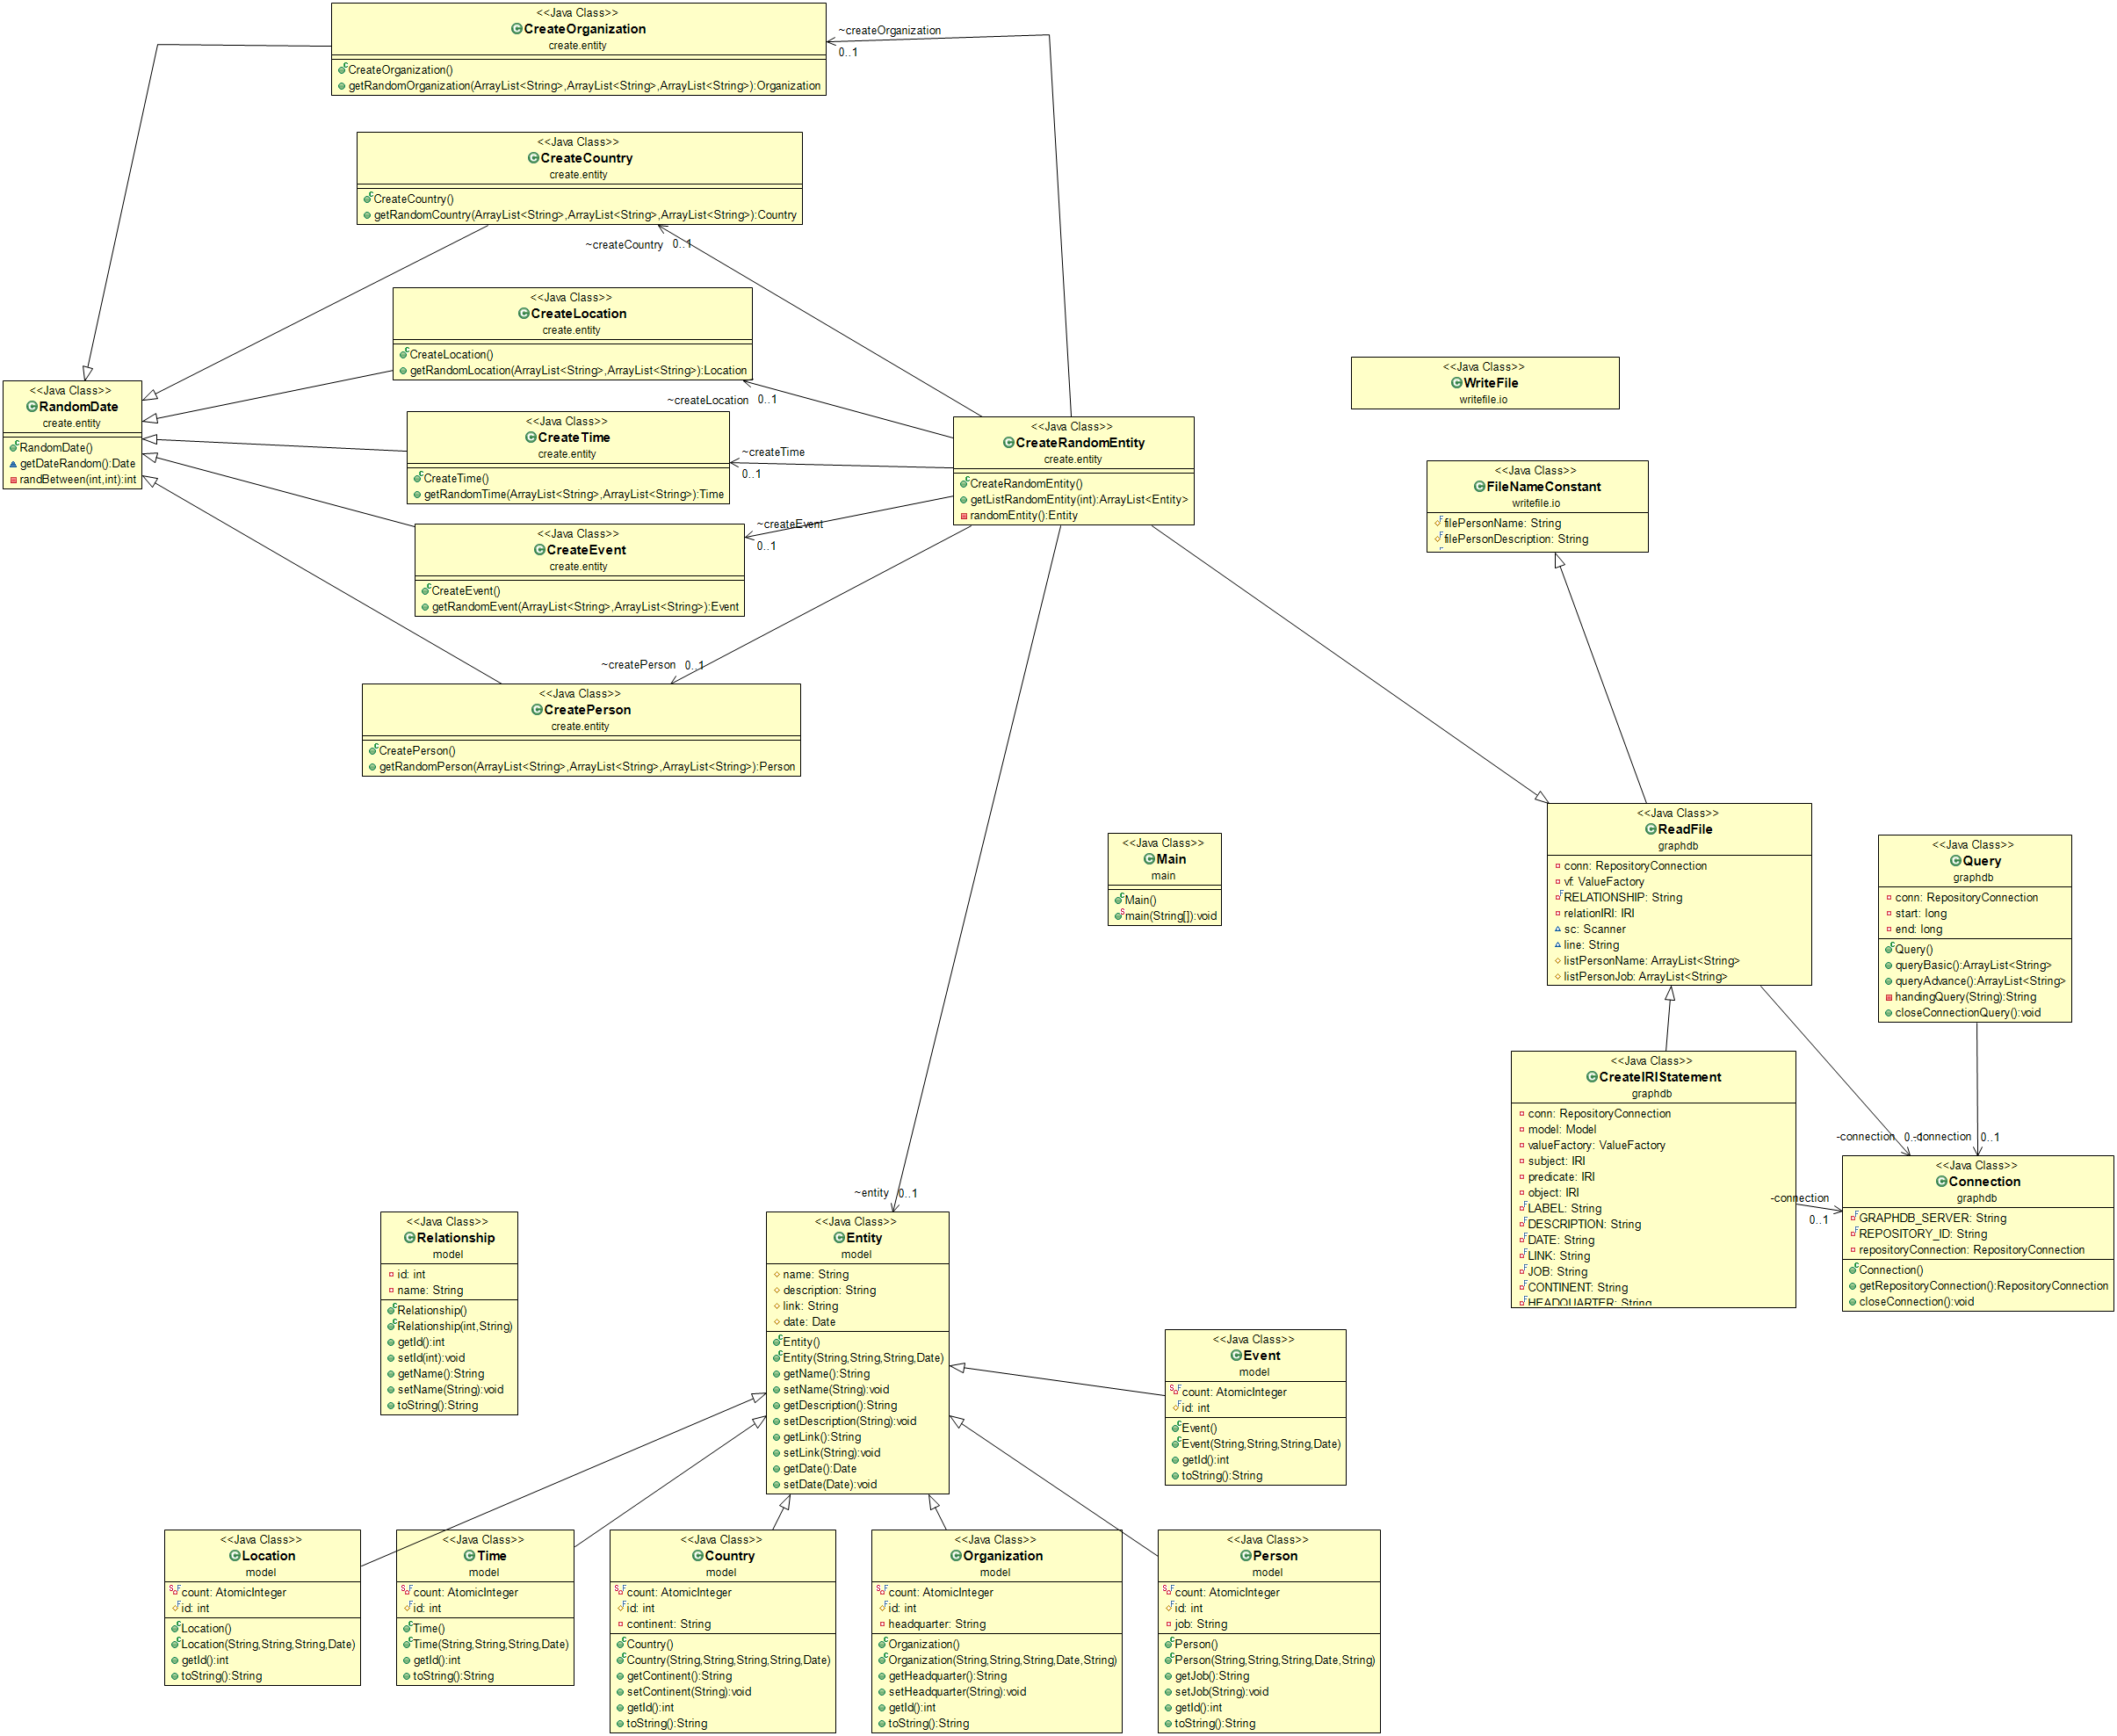 <<Java Class>>
CreateOrganization
create.entity
CreateOrganization()
getRandomOrganization(ArrayList<String>,ArrayList<String>,ArrayList<String>):Organization
~createOrganization
0..1
<<Java Class>>
CreateCountry
create.entity
CreateCountry()
getRandomCountry(ArrayList<String>,ArrayList<String>,ArrayList<String>):Country
~createCountry
0..1
<<Java Class>>
CreateLocation
create.entity
CreateLocation()
getRandomLocation(ArrayList<String>,ArrayList<String>):Location
~createLocation
0..1
<<Java Class>>
RandomDate
create.entity
RandomDate()
getDateRandom():Date
randBetween(int,int):int
<<Java Class>>
CreateTime
create.entity
CreateTime()
getRandomTime(ArrayList<String>,ArrayList<String>):Time
~createTime
0..1
<<Java Class>>
CreateRandomEntity
create.entity
CreateRandomEntity()
getListRandomEntity(int):ArrayList<Entity>
randomEntity():Entity
<<Java Class>>
WriteFile
writefile.io
<<Java Class>>
FileNameConstant
writefile.io
filePersonName: String
filePersonDescription: String
~createEvent
0..1
<<Java Class>>
CreateEvent
create.entity
CreateEvent()
getRandomEvent(ArrayList<String>,ArrayList<String>):Event
~createPerson
0..1
<<Java Class>>
CreatePerson
create.entity
CreatePerson()
getRandomPerson(ArrayList<String>,ArrayList<String>,ArrayList<String>):Person
<<Java Class>>
Main
main
Main()
main(String[]):void
<<Java Class>>
ReadFile
graphdb
conn: RepositoryConnection
vf: ValueFactory
RELATIONSHIP: String
relationIRI: IRI
sc: Scanner
line: String
listPersonName: ArrayList<String>
listPersonJob: ArrayList<String>
<<Java Class>>
Query
graphdb
conn: RepositoryConnection
start: long
end: long
Query()
queryBasic():ArrayList<String>
queryAdvance():ArrayList<String>
handingQuery(String):String
closeConnectionQuery():void
<<Java Class>>
CreateIRIStatement
graphdb
conn: RepositoryConnection
model: Model
valueFactory: ValueFactory
subject: IRI
predicate: IRI
object: IRI
LABEL: String
DESCRIPTION: String
DATE: String
LINK: String
JOB: String
CONTINENT: String
HEADQUARTER: String
-connection
0..1
-connection
0..1
-connection
0..1
<<Java Class>>
Connection
graphdb
GRAPHDB_SERVER: String
REPOSITORY_ID: String
repositoryConnection: RepositoryConnection
Connection()
getRepositoryConnection():RepositoryConnection
closeConnection():void
~entity
0..1
<<Java Class>>
Relationship
model
id: int
name: String
Relationship()
Relationship(int,String)
getId():int
setId(int):void
getName():String
setName(String):void
toString():String
<<Java Class>>
Entity
model
name: String
description: String
link: String
date: Date
Entity()
Entity(String,String,String,Date)
getName():String
setName(String):void
getDescription():String
setDescription(String):void
getLink():String
setLink(String):void
getDate():Date
setDate(Date):void
<<Java Class>>
Event
model
count: AtomicInteger
id: int
Event()
Event(String,String,String,Date)
getId():int
toString():String
<<Java Class>>
Location
model
count: AtomicInteger
id: int
Location()
Location(String,String,String,Date)
getId():int
toString():String
<<Java Class>>
Time
model
count: AtomicInteger
id: int
Time()
Time(String,String,String,Date)
getId():int
toString():String
<<Java Class>>
Country
model
count: AtomicInteger
id: int
continent: String
Country()
Country(String,String,String,String,Date)
getContinent():String
setContinent(String):void
getId():int
toString():String
<<Java Class>>
Organization
model
count: AtomicInteger
id: int
headquarter: String
Organization()
Organization(String,String,String,Date,String)
getHeadquarter():String
setHeadquarter(String):void
getId():int
toString():String
<<Java Class>>
Person
model
count: AtomicInteger
id: int
job: String
Person()
Person(String,String,String,Date,String)
getJob():String
setJob(String):void
getId():int
toString():String